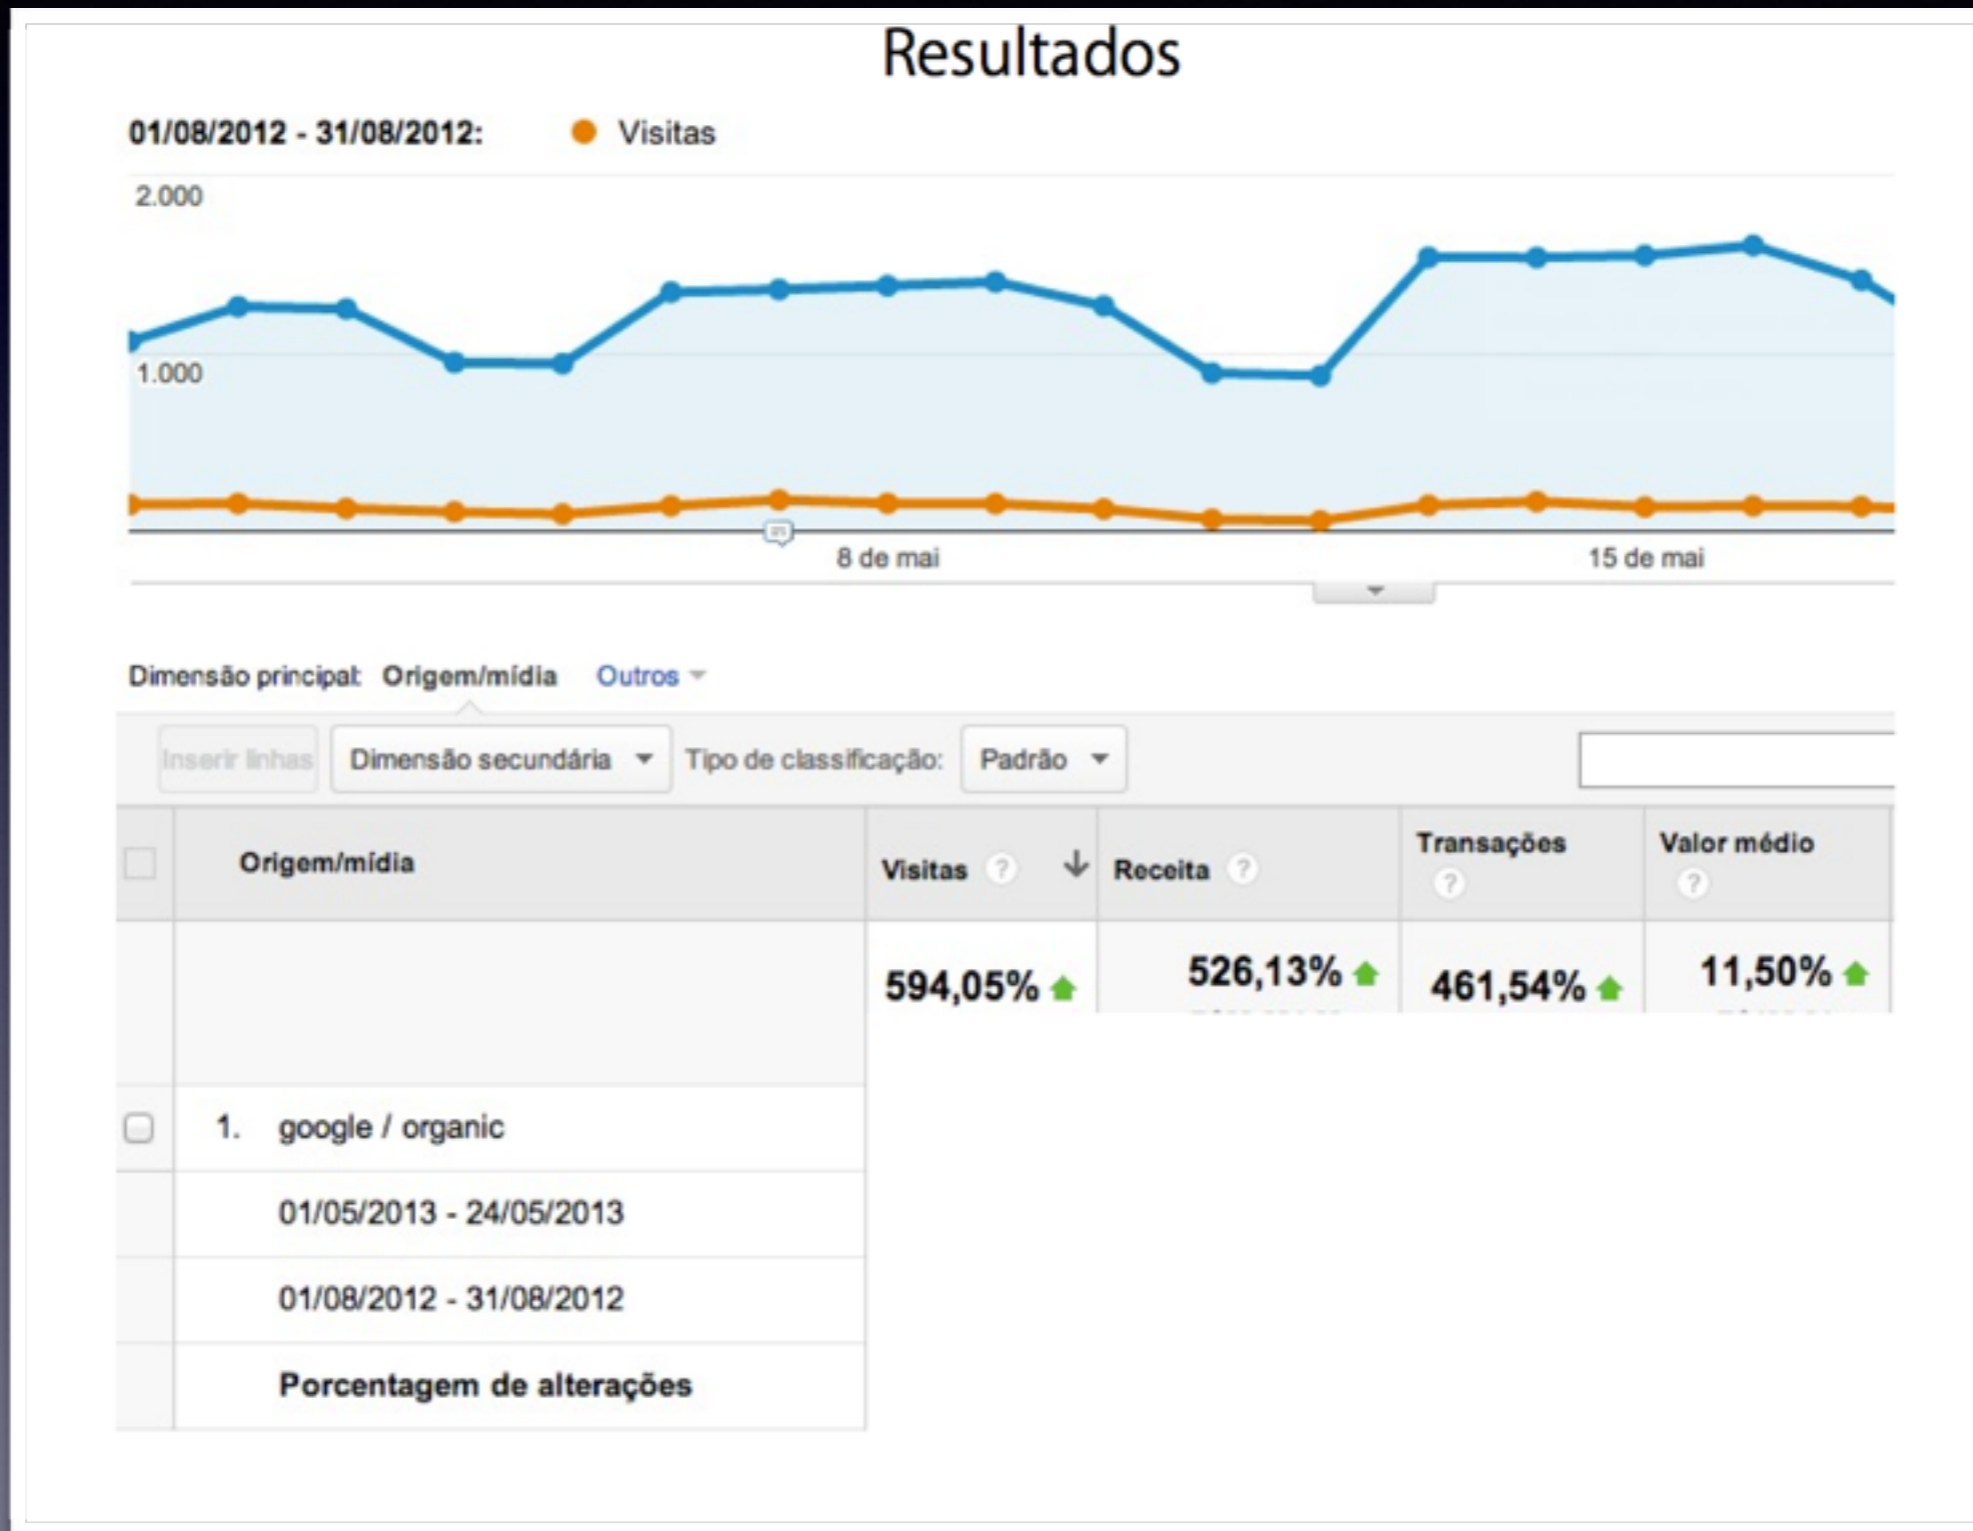 Resultados
01/08/2012 - 31/08/2012: Visitas
2.000
1.000
8 de mai 15 de mai
Dimensão principal: Origem/mídia Outros
Inserir linhas Dimensão secundária Tipo de classificação: Padrão
Origem/mídia Visitas ? Receita ? Transações ? Valor médio ?
594,05% 526,13% 461,54% 11,50%
1. google / organic
01/05/2013 - 24/05/2013
01/08/2012 - 31/08/2012
Porcentagem de alterações